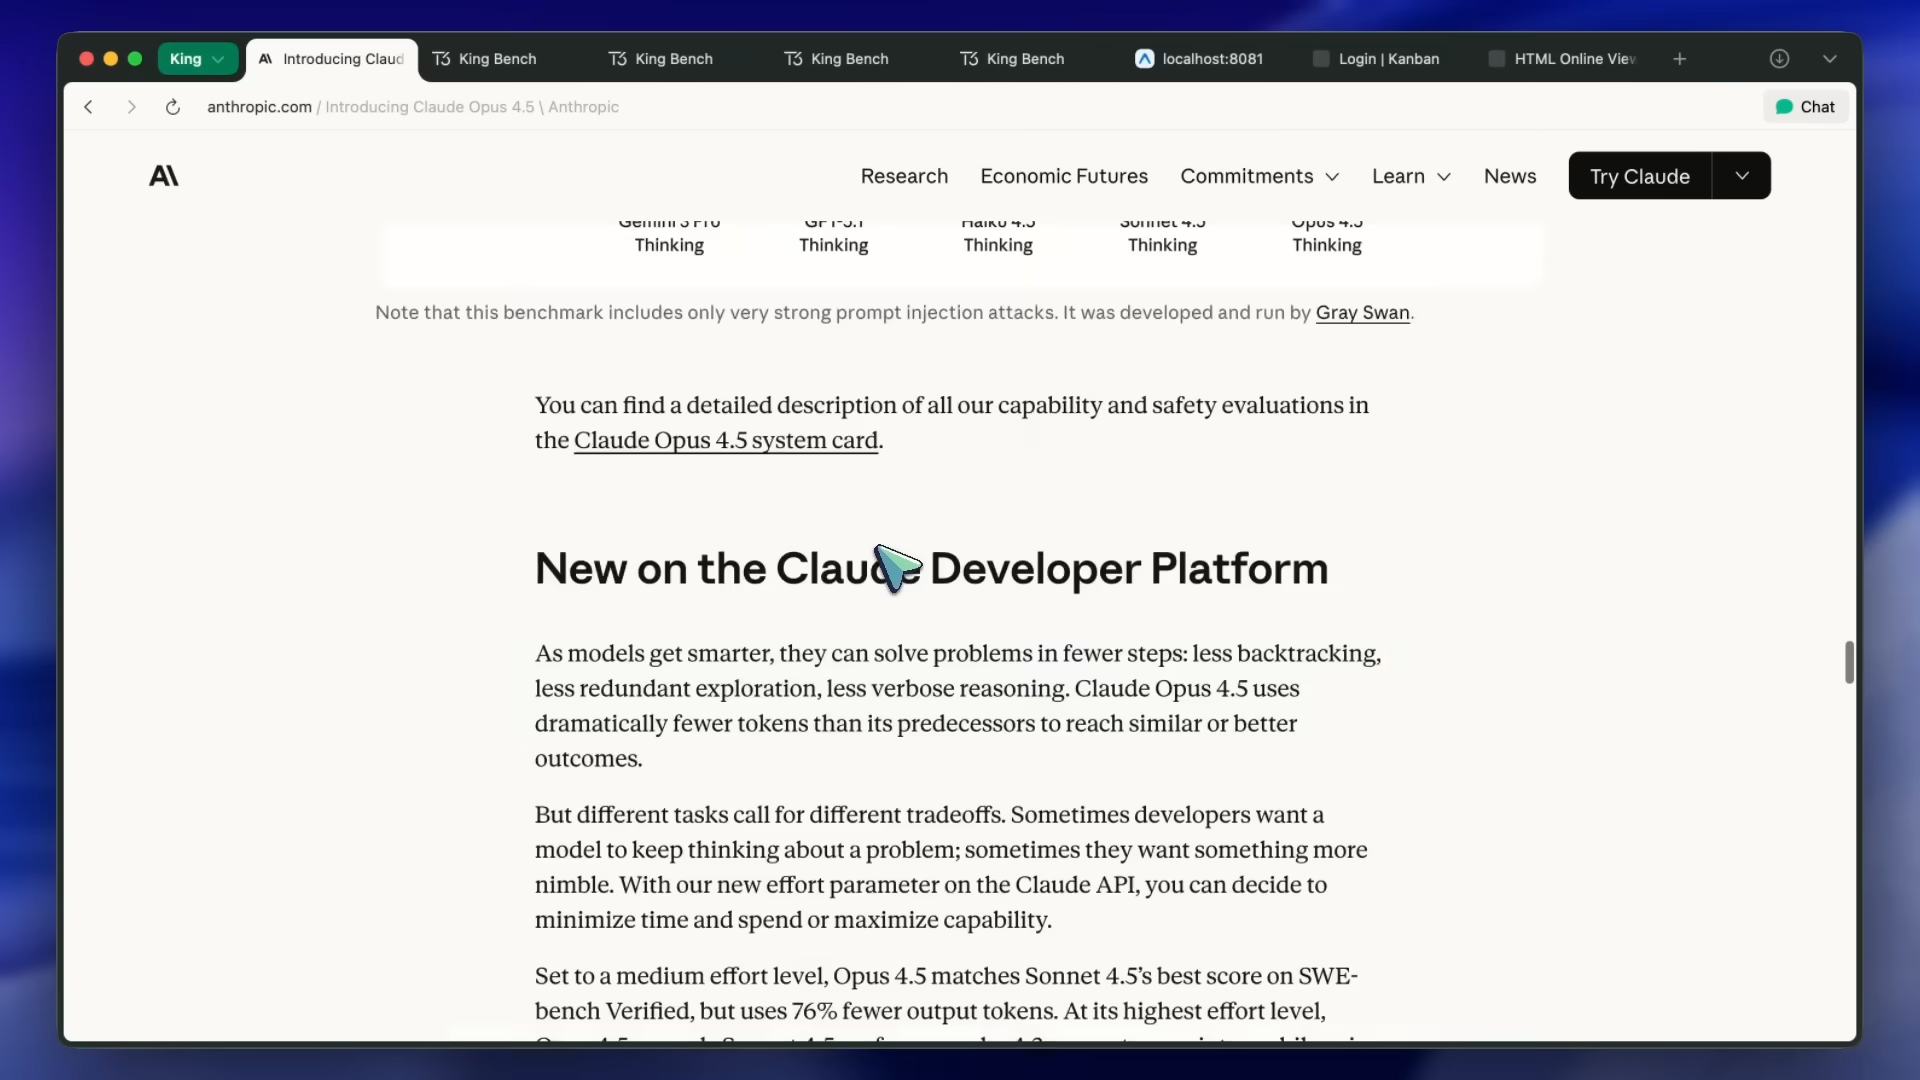 King
Introducing Claud
King Bench
King Bench
King Bench
King Bench
localhost:8081
Login | Kanban
HTML Online View
anthropic.com / Introducing Claude Opus 4.5 \ Anthropic
Chat
Research
Economic Futures
Commitments
Learn
News
Try Claude
Gemini 3 Pro
Thinking
GPT-5.1
Thinking
Haiku 4.5
Thinking
Sonnet 4.5
Thinking
Opus 4.5
Thinking
Note that this benchmark includes only very strong prompt injection attacks. It was developed and run by Gray Swan.
You can find a detailed description of all our capability and safety evaluations in
the Claude Opus 4.5 system card.
New on the Claude Developer Platform
As models get smarter, they can solve problems in fewer steps: less backtracking,
less redundant exploration, less verbose reasoning. Claude Opus 4.5 uses
dramatically fewer tokens than its predecessors to reach similar or better
outcomes.
But different tasks call for different tradeoffs. Sometimes developers want a
model to keep thinking about a problem; sometimes they want something more
nimble. With our new effort parameter on the Claude API, you can decide to
minimize time and spend or maximize capability.
Set to a medium effort level, Opus 4.5 matches Sonnet 4.5’s best score on SWE-
bench Verified, but uses 76% fewer output tokens. At its highest effort level,